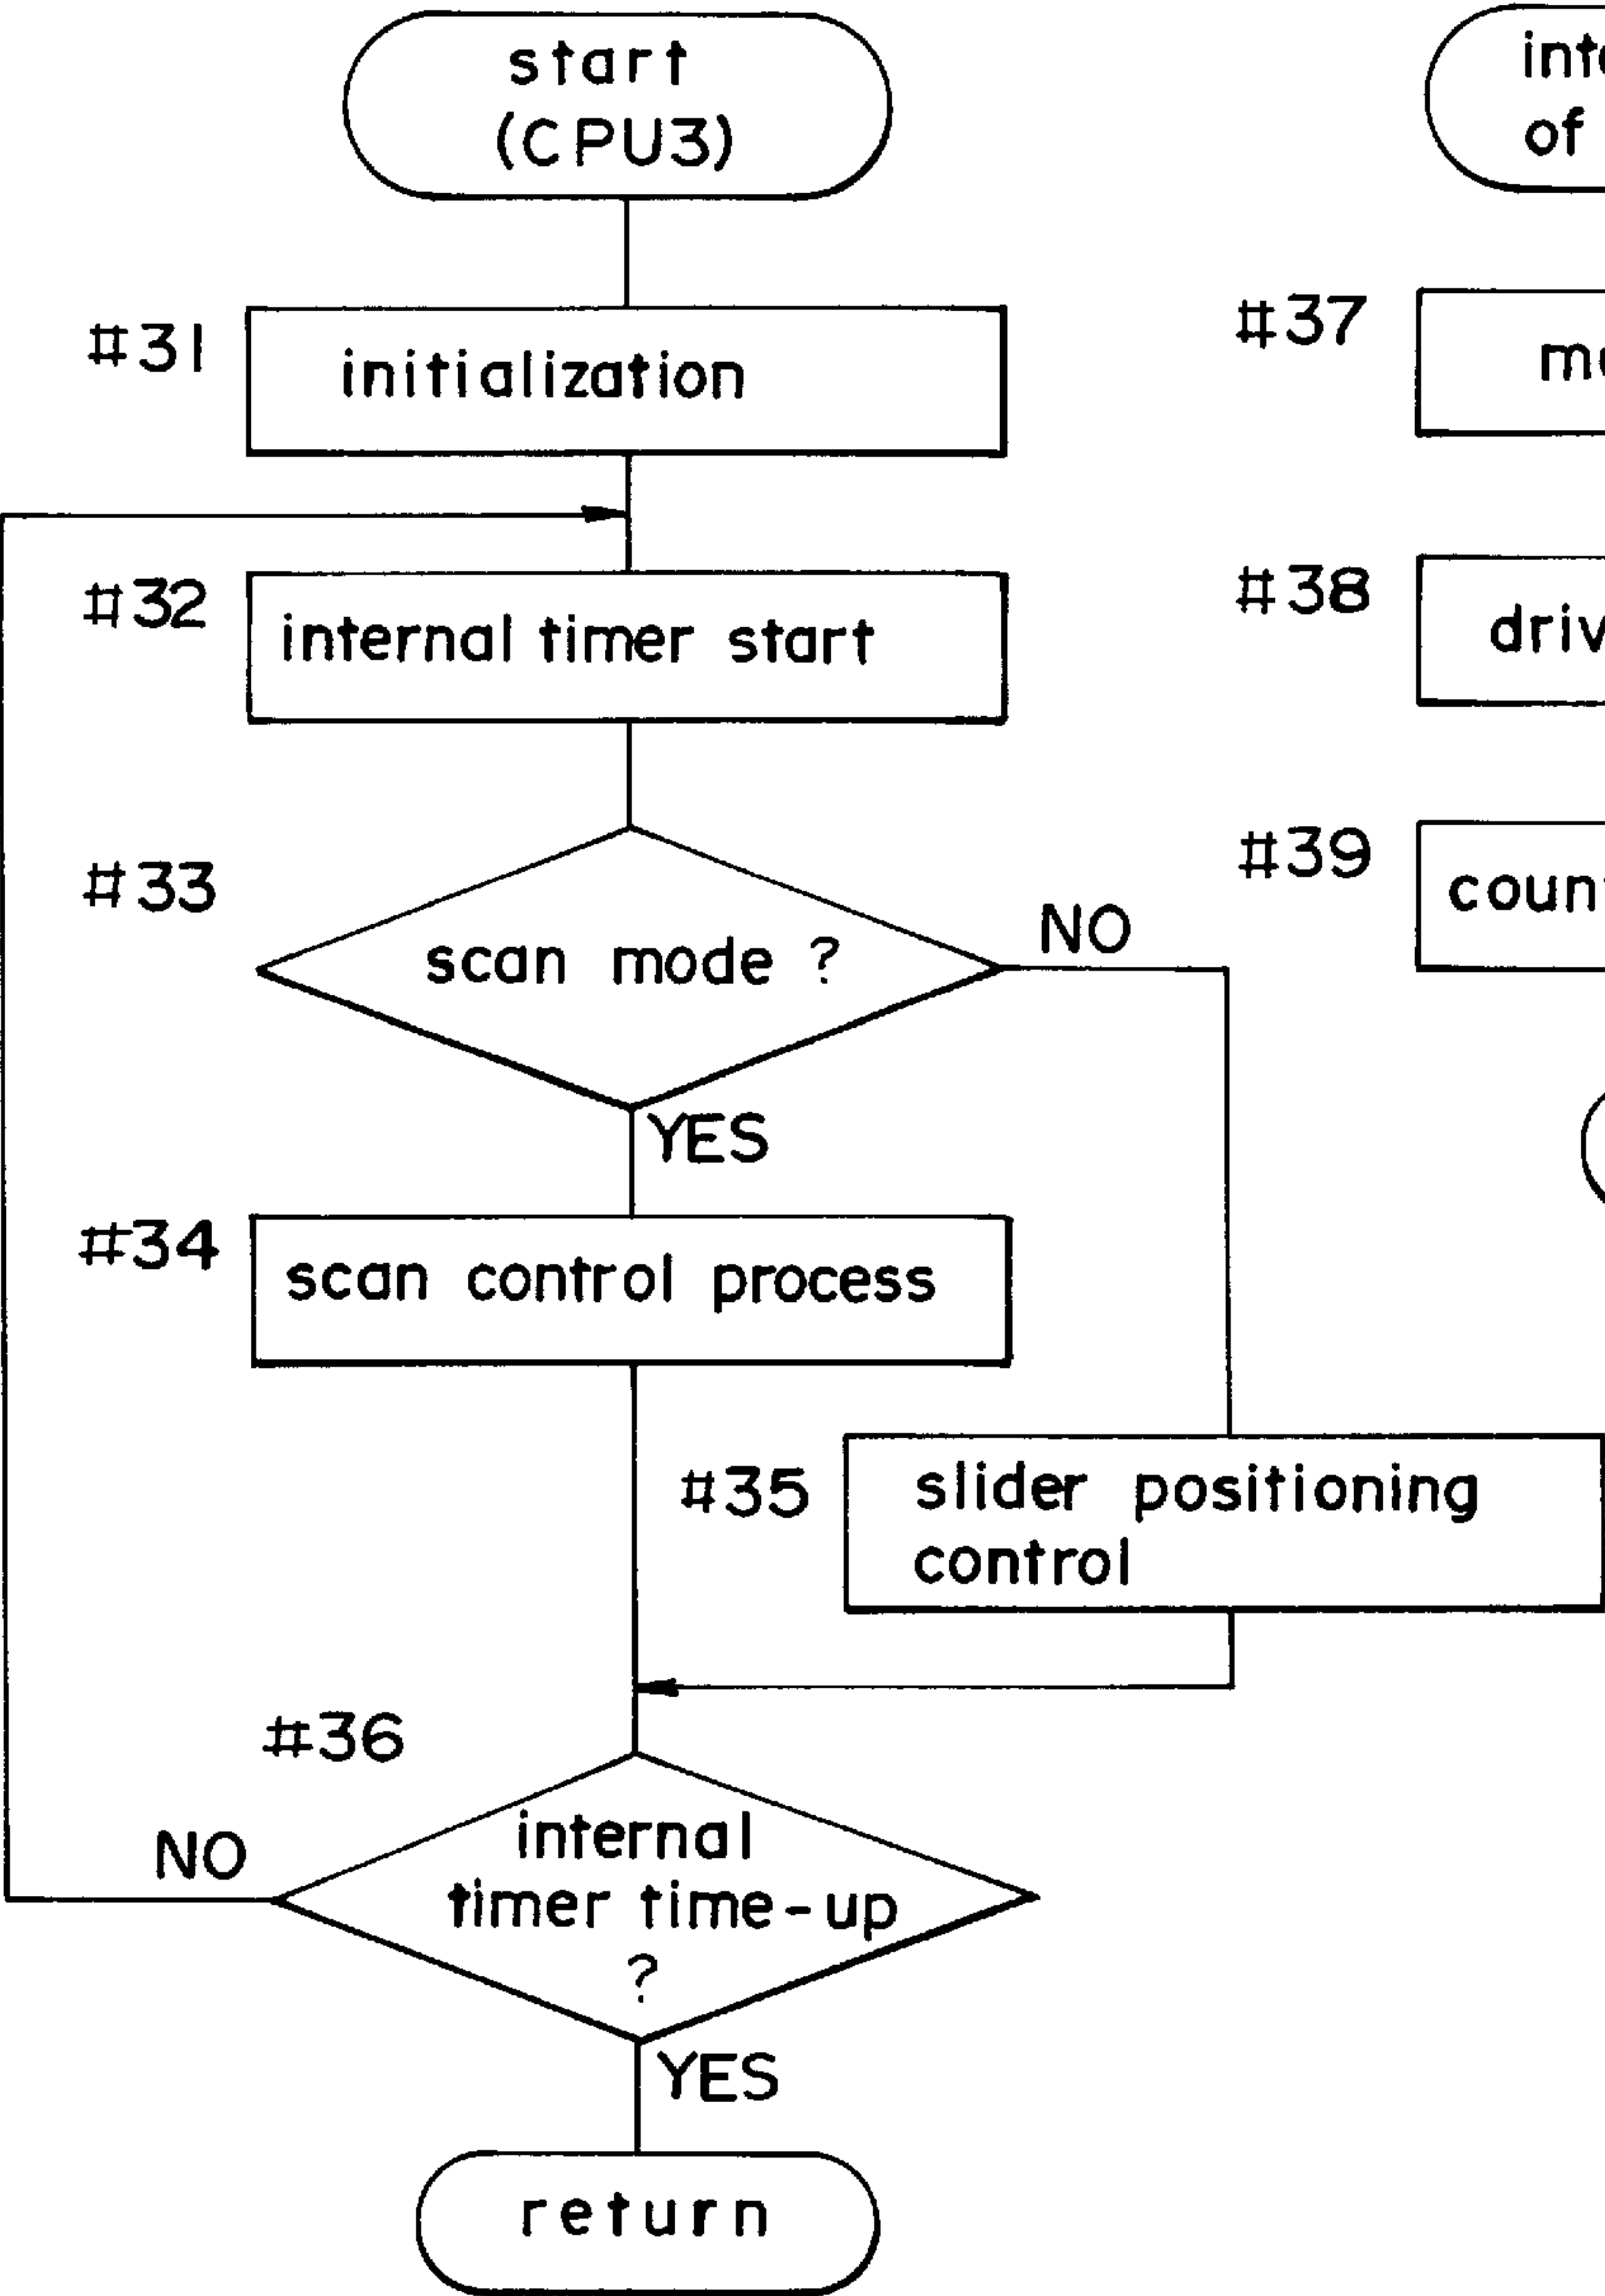 start
(CPU3)
#31
initialization
#32
internal timer start
#33
scan mode ?
NO
YES
#34
scan control process
#35
slider positioning
control
#36
internal
timer time-up
?
NO
YES
return
of
#37
#38
#39